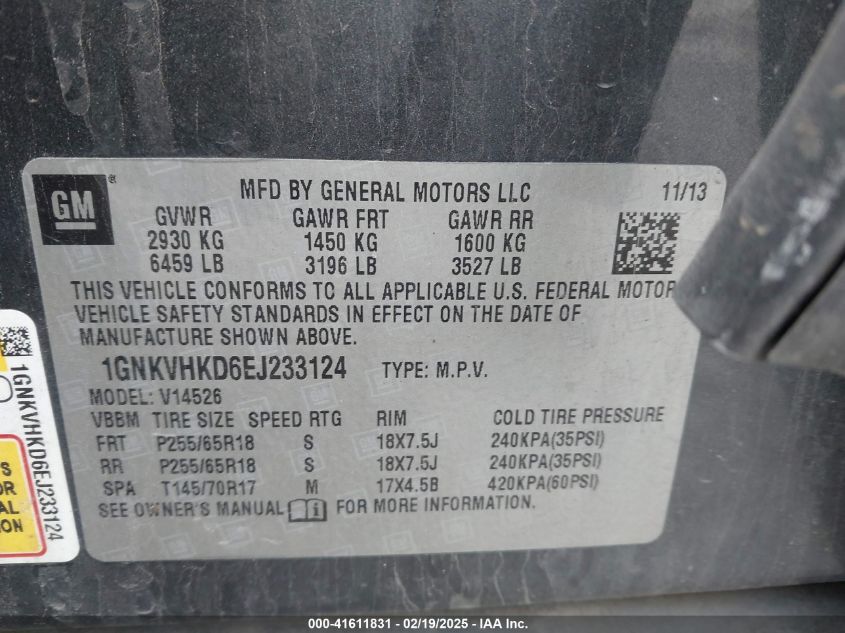 GM ®
MFD BY GENERAL MOTORS LLC 11/13
GVWR GAWR FRT GAWR RR
2930 KG 1450 KG 1600 KG
6459 LB 3196 LB 3527 LB
THIS VEHICLE CONFORMS TO ALL APPLICABLE U.S. FEDERAL MOTOR
VEHICLE SAFETY STANDARDS IN EFFECT ON THE DATE OF
MANUFACTURE SHOWN ABOVE.
1GNKVHKD6EJ233124 TYPE: M.P.V.
MODEL: V14526
VBBM TIRE SIZE SPEED RTG RIM COLD TIRE PRESSURE
FRT P255/65R18 S 18X7.5J 240KPA(35PSI)
RR P255/65R18 S 18X7.5J 240KPA(35PSI)
SPA T145/70R17 M 17X4.5B 420KPA(60PSI)
SEE OWNER'S MANUAL FOR MORE INFORMATION.
1GNKVHKD6EJ233124
S
OR
AL
ION
000-41611831 - 02/19/2025 - IAA Inc.